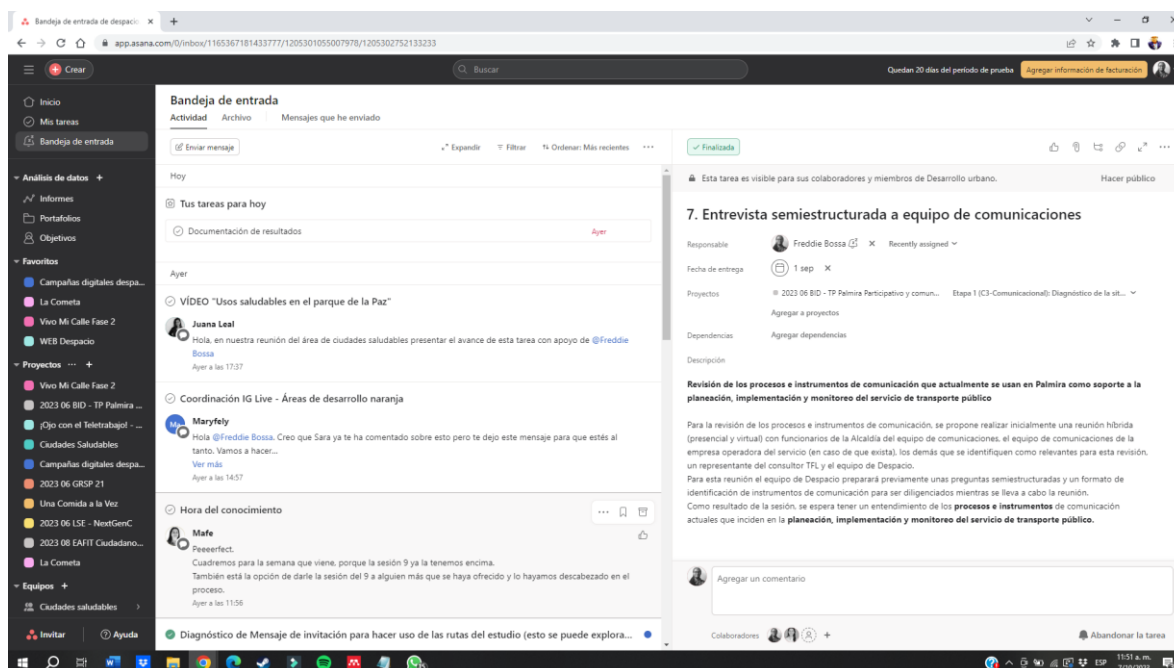 Bandeja de entrada de despacio
app.asana.com/0/inbox/1165367181433777/1205301055007978/1205302752133233
Crear
Buscar
Quedan 20 días del período de prueba
Agregar información de facturación
Inicio
Mis tareas
Bandeja de entrada
Análisis de datos
Informes
Portafolios
Objetivos
Favoritos
Campañas digitales despa...
La Cometa
Vivo Mi Calle Fase 2
WEB Despacio
Proyectos
Vivo Mi Calle Fase 2
2023 06 BID - TP Palmira ...
¡Ojo con el Teletrabajo! - ...
Ciudades Saludables
Campañas digitales despa...
2023 06 GRSP 21
Una Comida a la Vez
2023 06 LSE - NextGenC
2023 08 EAFIT Ciudadano...
La Cometa
Equipos
Ciudades saludables
Invitar
Ayuda
Bandeja de entrada
Actividad Archivo Mensajes que he enviado
Enviar mensaje
Expandir Filtrar Ordenar: Más recientes
Hoy
Tus tareas para hoy
Documentación de resultados Ayer
Ayer
VÍDEO "Usos saludables en el parque de la Paz"
Juana Leal
Hola, en nuestra reunión del área de ciudades saludables presentar el avance de esta tarea con apoyo de @Freddie
Bossa
Ayer a las 17:37
Coordinación IG Live - Áreas de desarrollo naranja
Ma
Maryfely
Hola @Freddie Bossa. Creo que Sara ya te ha comentado sobre esto pero te dejo este mensaje para que estés al
tanto. Vamos a hacer...
Ver más
Ayer a las 14:57
Hora del conocimiento
Mafe
Peeeerfect.
Cuadremos para la semana que viene, porque la sesión 9 ya la tenemos encima.
También está la opción de darle la sesión del 9 a alguien más que se haya ofrecido y lo hayamos descabezado en el
proceso.
Ayer a las 11:56
Diagnóstico de Mensaje de invitación para hacer uso de las rutas del estudio (esto se puede explora...
Finalizada
Esta tarea es visible para sus colaboradores y miembros de Desarrollo urbano.
Hacer público
7. Entrevista semiestructurada a equipo de comunicaciones
Responsable Freddie Bossa Recently assigned
Fecha de entrega 1 sep
Proyectos 2023 06 BID - TP Palmira Participativo y comun... Etapa 1 (C3-Comunicacional): Diagnóstico de la sit...
Agregar a proyectos
Dependencias Agregar dependencias
Descripción
Revisión de los procesos e instrumentos de comunicación que actualmente se usan en Palmira como soporte a la
planeación, implementación y monitoreo del servicio de transporte público
Para la revisión de los procesos e instrumentos de comunicación, se propone realizar inicialmente una reunión híbrida
(presencial y virtual) con funcionarios de la Alcaldía del equipo de comunicaciones, el equipo de comunicaciones de la
empresa operadora del servicio (en caso de que exista), los demás que se identifiquen como relevantes para esta revisión,
un representante del consultor TFL y el equipo de Despacio.
Para esta reunión el equipo de Despacio preparará previamente unas preguntas semiestructuradas y un formato de
identificación de instrumentos de comunicación para ser diligenciados mientras se lleva a cabo la reunión.
Como resultado de la sesión, se espera tener un entendimiento de los procesos e instrumentos de comunicación
actuales que inciden en la planeación, implementación y monitoreo del servicio de transporte público.
Agregar un comentario
Colaboradores
Abandonar la tarea
ESP
11:51 a. m.